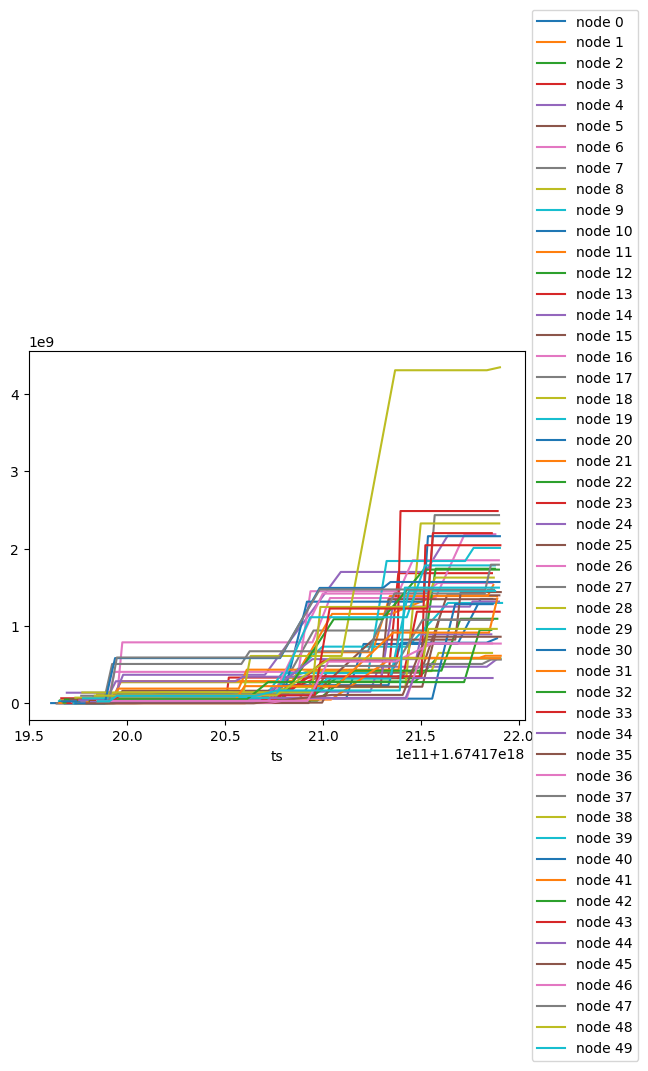 1e9
4
3
2
1
0
19.5 20.0 20.5 21.0 21.5 22.0
1e11+1.67417e18
ts
node 0
node 1
node 2
node 3
node 4
node 5
node 6
node 7
node 8
node 9
node 10
node 11
node 12
node 13
node 14
node 15
node 16
node 17
node 18
node 19
node 20
node 21
node 22
node 23
node 24
node 25
node 26
node 27
node 28
node 29
node 30
node 31
node 32
node 33
node 34
node 35
node 36
node 37
node 38
node 39
node 40
node 41
node 42
node 43
node 44
node 45
node 46
node 47
node 48
node 49